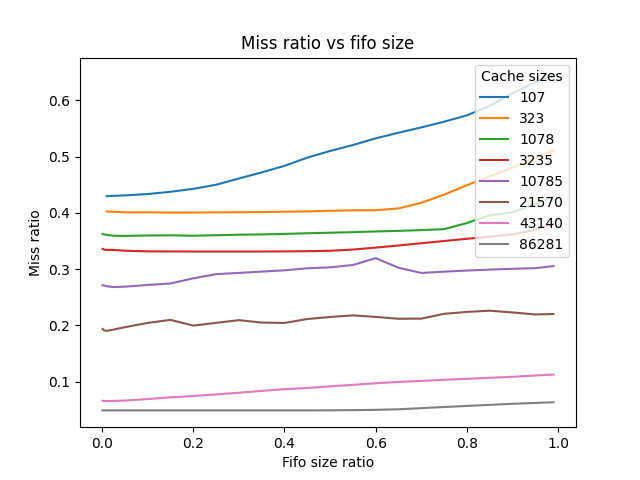 Miss ratio vs fifo size
Miss ratio
0.6
0.5
0.4
0.3
0.2
0.1
Cache sizes
107
323
1078
3235
10785
21570
43140
86281
0.0 0.2 0.4 0.6 0.8 1.0
Fifo size ratio